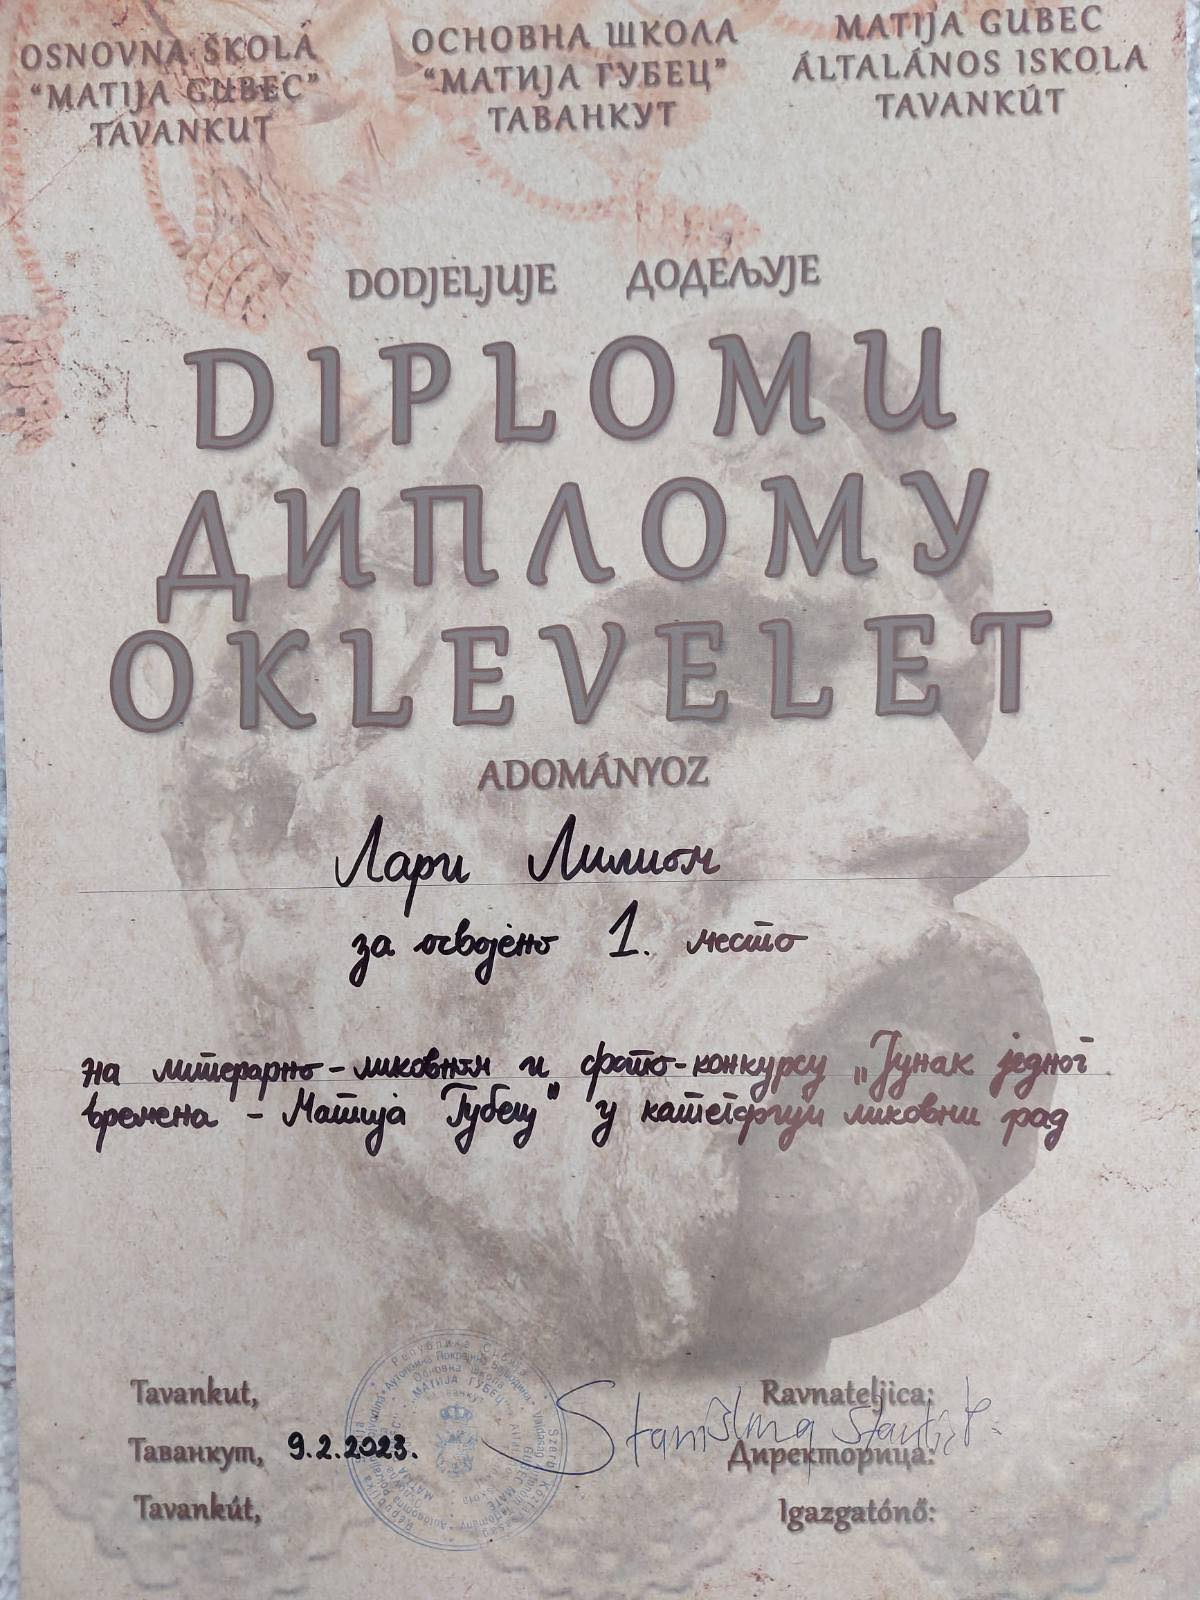 OSNOVNA ŠKOLA
"MATIJA GUBEC"
TAVANKUT
ОСНОВНА ШКОЛА
"МАТИЈА ГУБЕЦ"
ТАВАНКУТ
MATIJA GUBEC
ÁLTALÁNOS ISKOLA
TAVANKÚT
DODJELJUJE ДОДЕЉУЈЕ
DIPLOMU
ДИПЛОМУ
OKLEVELET
ADOMÁNYOZ
Лари Лилиом
за освојено 1. место
на литерарно-ликовном и фото-конкурсу „Јунак једног
времена - Матија Губец" у категорији ликовни рад
Tavankut,
Таванкут, 9.2.2023.
Tavankút,
Ravnateljica:
Директорица:
Igazgatónő: